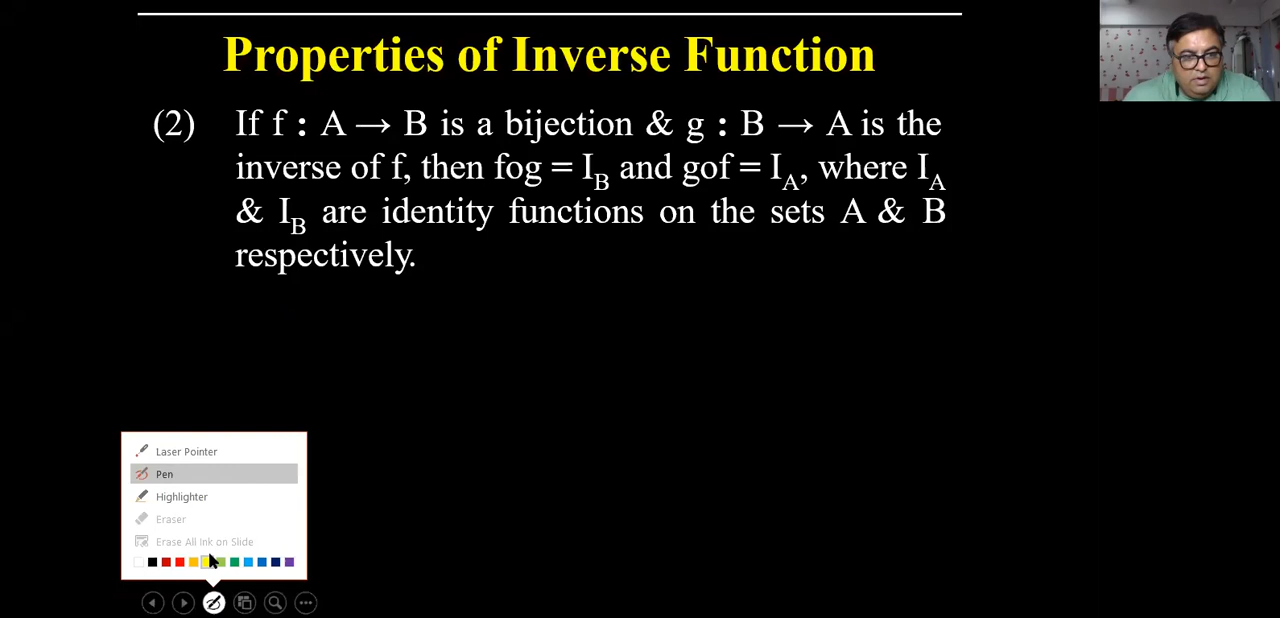 Properties of Inverse Function
(2) If f : A → B is a bijection & g : B → A is the
inverse of f, then fog = I_B and gof = I_A, where I_A
& I_B are identity functions on the sets A & B
respectively.
Laser Pointer
Pen
Highlighter
Eraser
Erase All Ink on Slide